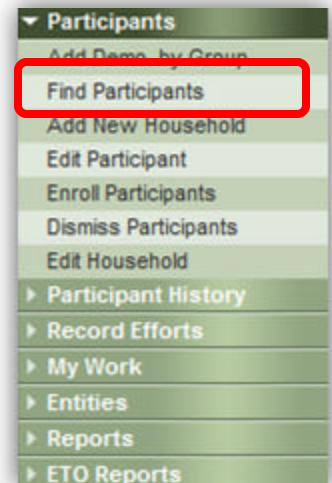 Participants
Add Demo. by Group
Find Participants
Add New Household
Edit Participant
Enroll Participants
Dismiss Participants
Edit Household
Participant History
Record Efforts
My Work
Entities
Reports
ETO Reports